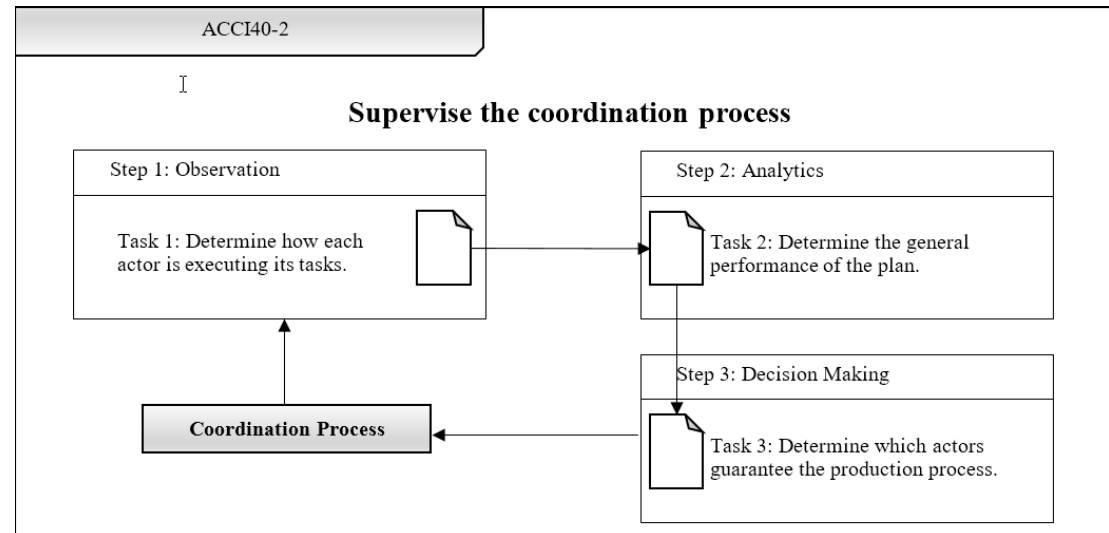 ACCI40-2
Supervise the coordination process
Step 1: Observation
Task 1: Determine how each
actor is executing its tasks.
Step 2: Analytics
Task 2: Determine the general
performance of the plan.
Step 3: Decision Making
Task 3: Determine which actors
guarantee the production process.
Coordination Process